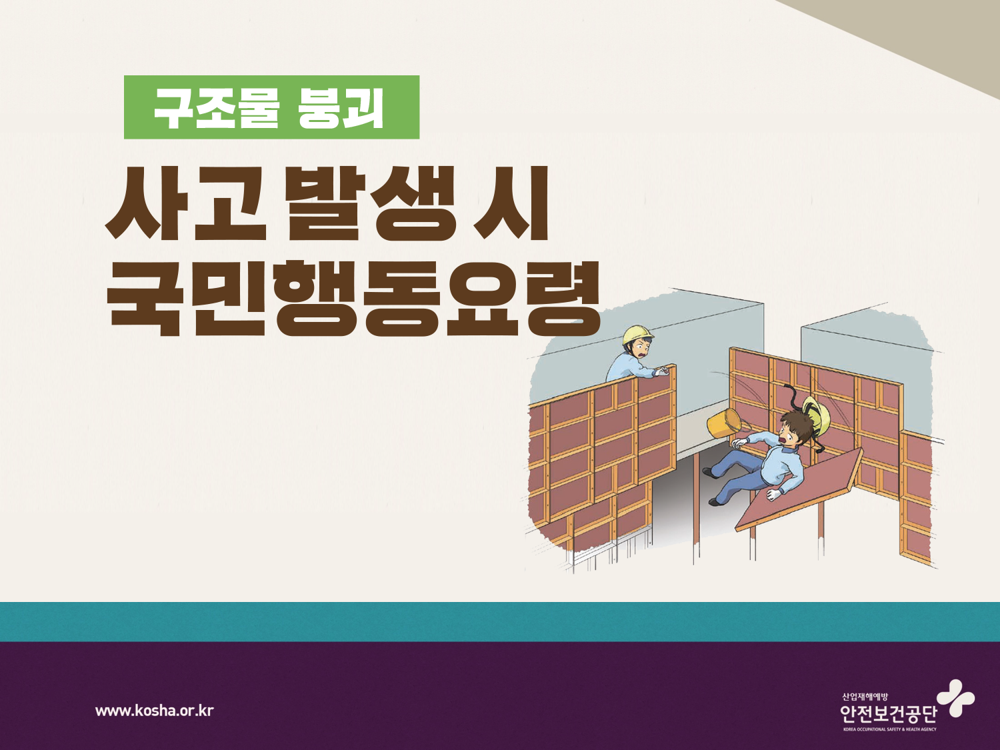 구조물 붕괴
사고 발생 시
국민행동요령
www.kosha.or.kr
산업재해예방
안전보건공단
KOREA OCCUPATIONAL SAFETY & HEALTH AGENCY